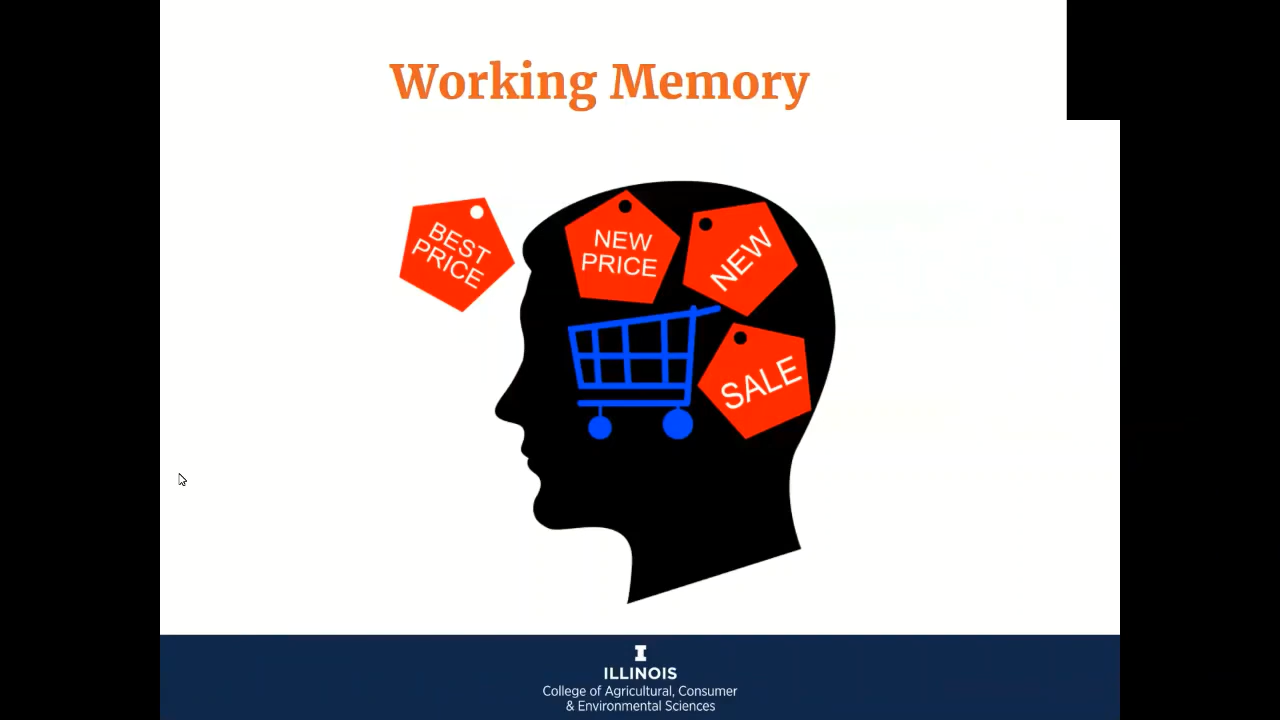 Working Memory
BEST
PRICE
NEW
PRICE
NEW
SALE
I
ILLINOIS
College of Agricultural, Consumer
& Environmental Sciences